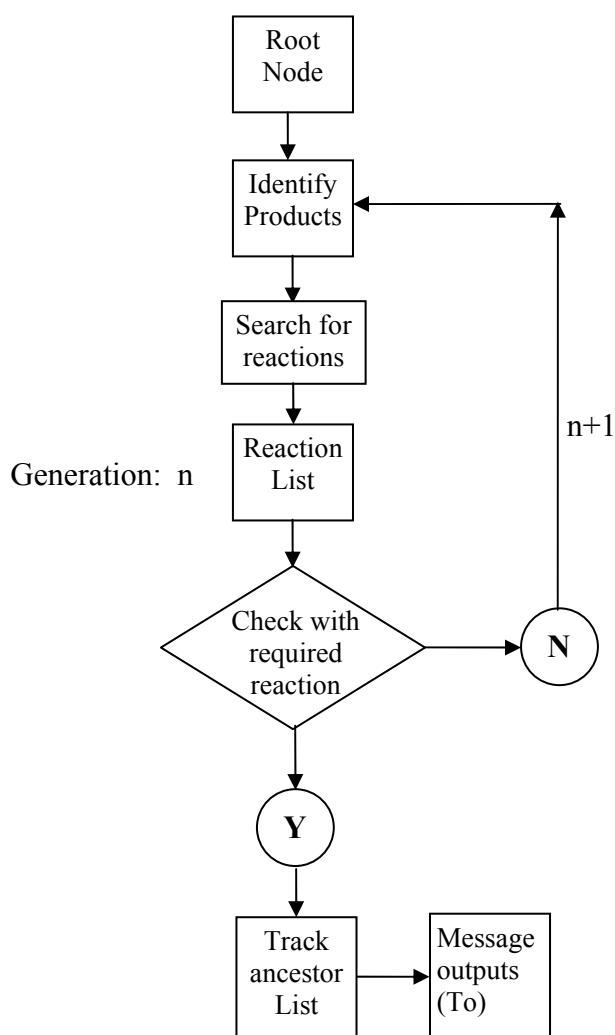 Root
Node
Identify
Products
Search for
reactions
n+1
Generation:  n
Reaction
List
Check with
required
reaction
N
Y
Track
ancestor
List
Message
outputs
(To)